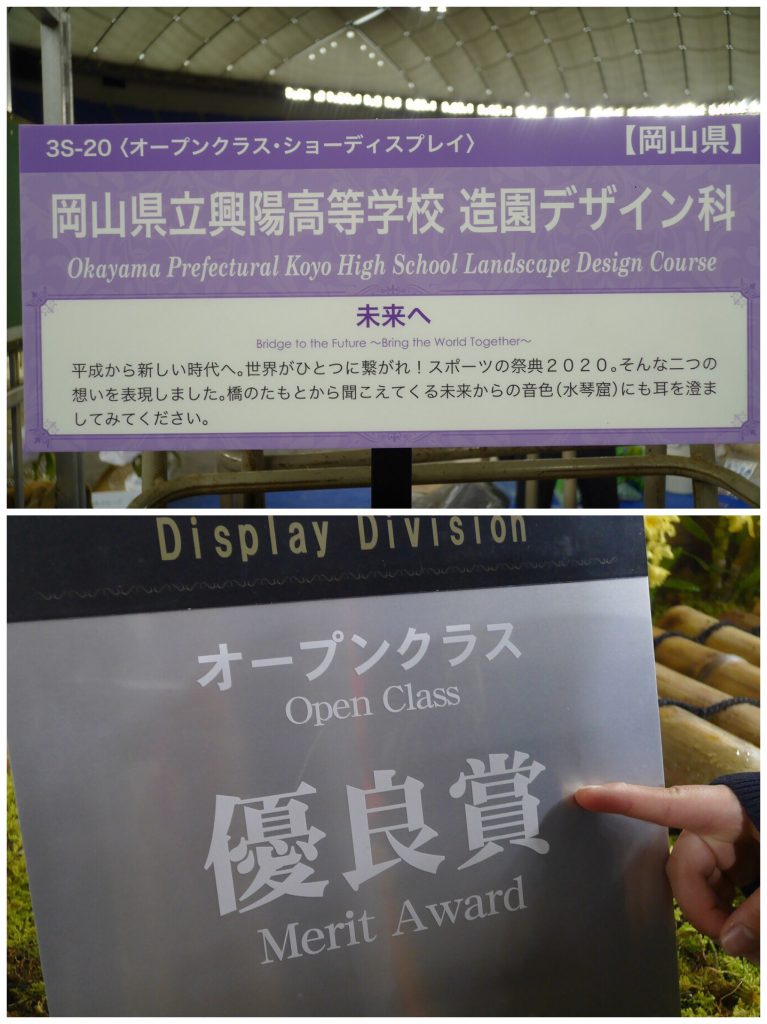 3S-20〈オープンクラス・ショーディスプレイ〉 【岡山県】
岡山県立興陽高等学校 造園デザイン科
Okayama Prefectural Koyo High School Landscape Design Course
未来へ
Bridge to the Future ～Bring the World Together～
平成から新しい時代へ。世界がひとつに繋がれ！スポーツの祭典２０２０。そんな二つの
想いを表現しました。橋のたもとから聞こえてくる未来からの音色（水琴窟）にも耳を澄ま
してみてください。
Display Division
オープンクラス
Open Class
優良賞
Merit Award